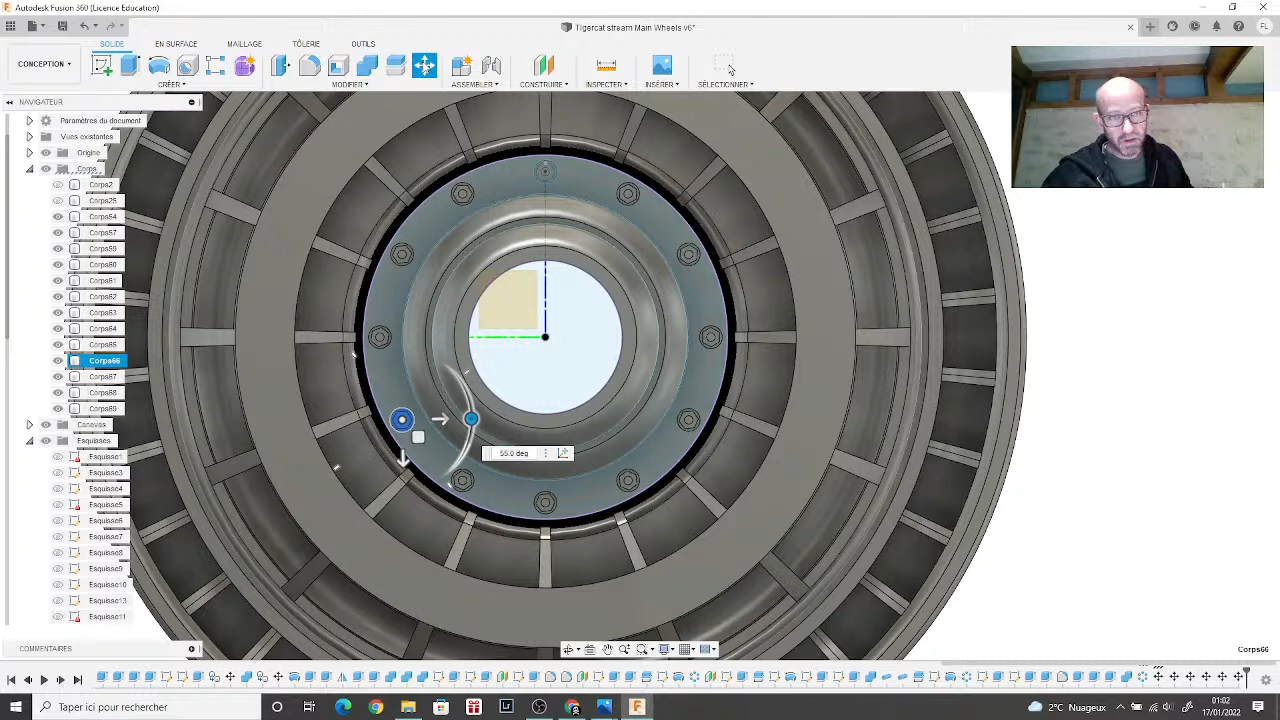 Autodesk Fusion 360 (Licence Education)
Tigercat stream Main Wheels v6*
FL
SOLIDE
EN SURFACE
MAILLAGE
TÔLERIE
OUTILS
CONCEPTION
CRÉER
MODIFIER
ASSEMBLER
CONSTRUIRE
INSPECTER
INSÉRER
SÉLECTIONNER
NAVIGATEUR
Paramètres du document
Vues existantes
Origine
Corps
Corps2
Corps25
Corps54
Corps57
Corps59
Corps60
Corps61
Corps62
Corps63
Corps64
Corps65
Corps66
Corps67
Corps68
Corps69
Canevas
Esquisses
Esquisse1
Esquisse3
Esquisse4
Esquisse5
Esquisse6
Esquisse7
Esquisse8
Esquisse9
Esquisse10
Esquisse13
Esquisse11
55.0 deg
COMMENTAIRES
Corps66
Taper ici pour rechercher
2°C Nuageux
01:02
17/01/2022